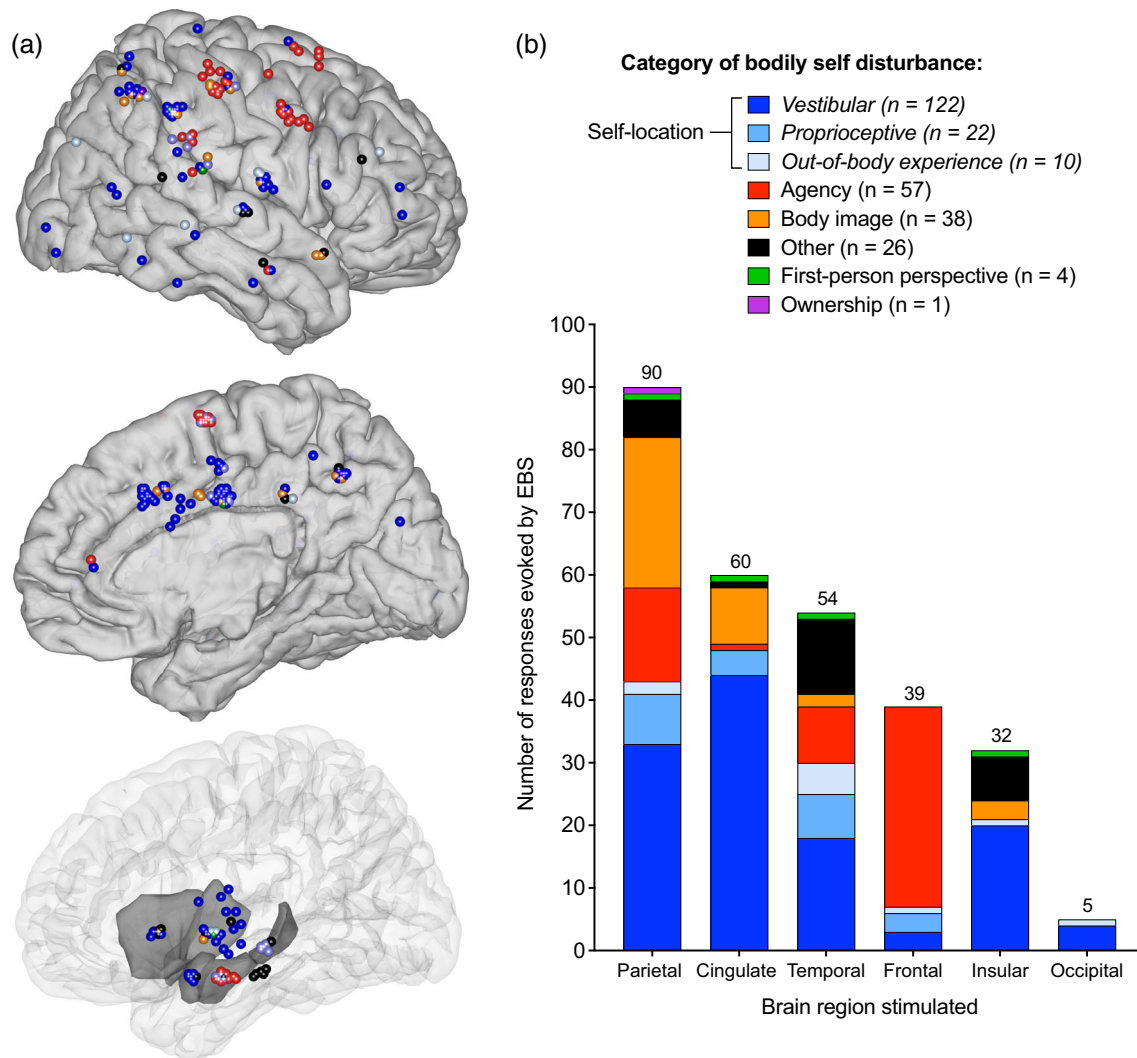 (a)
(b)
Category of bodily self disturbance:
Self-location
Vestibular (n = 122)
Proprioceptive (n = 22)
Out-of-body experience (n = 10)
Agency (n = 57)
Body image (n = 38)
Other (n = 26)
First-person perspective (n = 4)
Ownership (n = 1)
Number of responses evoked by EBS
100
90
80
70
60
50
40
30
20
10
0
90
60
54
39
32
5
Parietal Cingulate Temporal Frontal Insular Occipital
Brain region stimulated